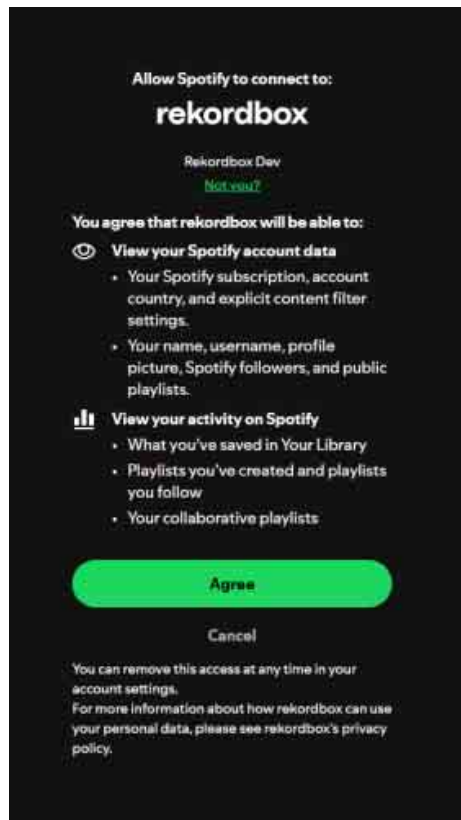 Allow Spotify to connect to:
rekordbox
Rekordbox Dev
Not you?
You agree that rekordbox will be able to:
View your Spotify account data
• Your Spotify subscription, account
country, and explicit content filter
settings.
• Your name, username, profile
picture, Spotify followers, and public
playlists.
View your activity on Spotify
• What you've saved in Your Library
• Playlists you've created and playlists
you follow
• Your collaborative playlists
Agree
Cancel
You can remove this access at any time in your
account settings.
For more information about how rekordbox can use
your personal data, please see rekordbox's privacy
policy.